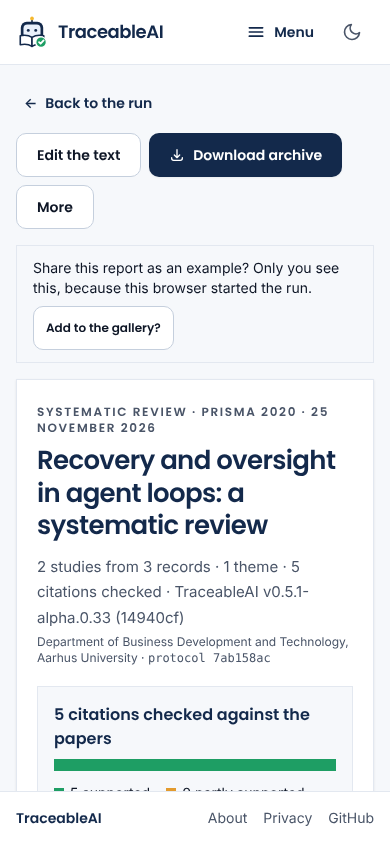 TraceableAI
Menu
Back to the run
Edit the text
Download archive
More
Share this report as an example? Only you see
this, because this browser started the run.
Add to the gallery?
SYSTEMATIC REVIEW · PRISMA 2020 · 25
NOVEMBER 2026
Recovery and oversight
in agent loops: a
systematic review
2 studies from 3 records · 1 theme · 5
citations checked · TraceableAI v0.5.1-
alpha.0.33 (14940cf)
Department of Business Development and Technology,
Aarhus University · protocol 7ab158ac
5 citations checked against the
papers
TraceableAI
About Privacy GitHub